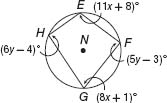 E
(11x + 8)°
H
N
F
(6y – 4)°
(5y – 3)°
G
(8x + 1)°